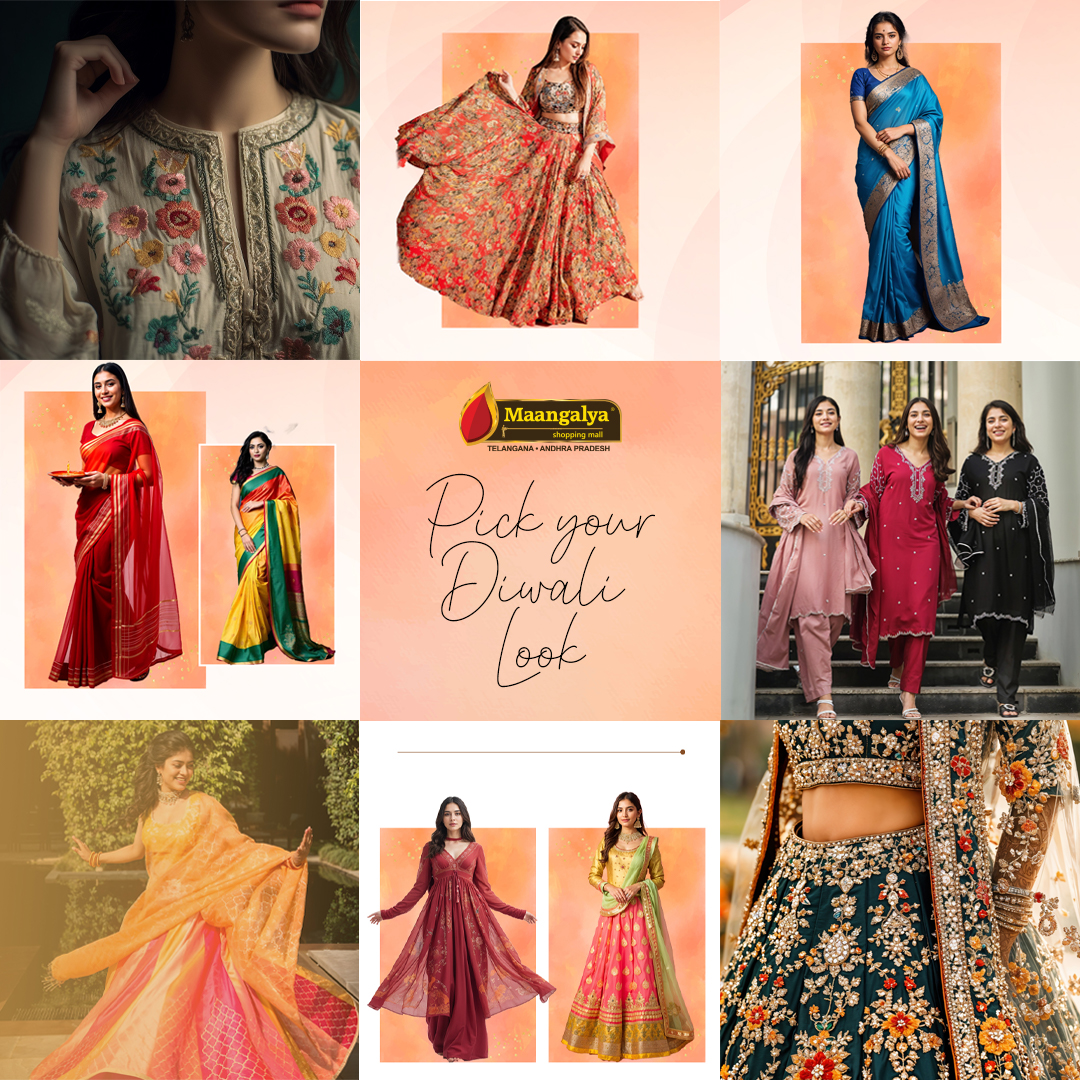 Maangalya®
shopping mall
TELANGANA • ANDHRA PRADESH
Pick your
Diwali
Look